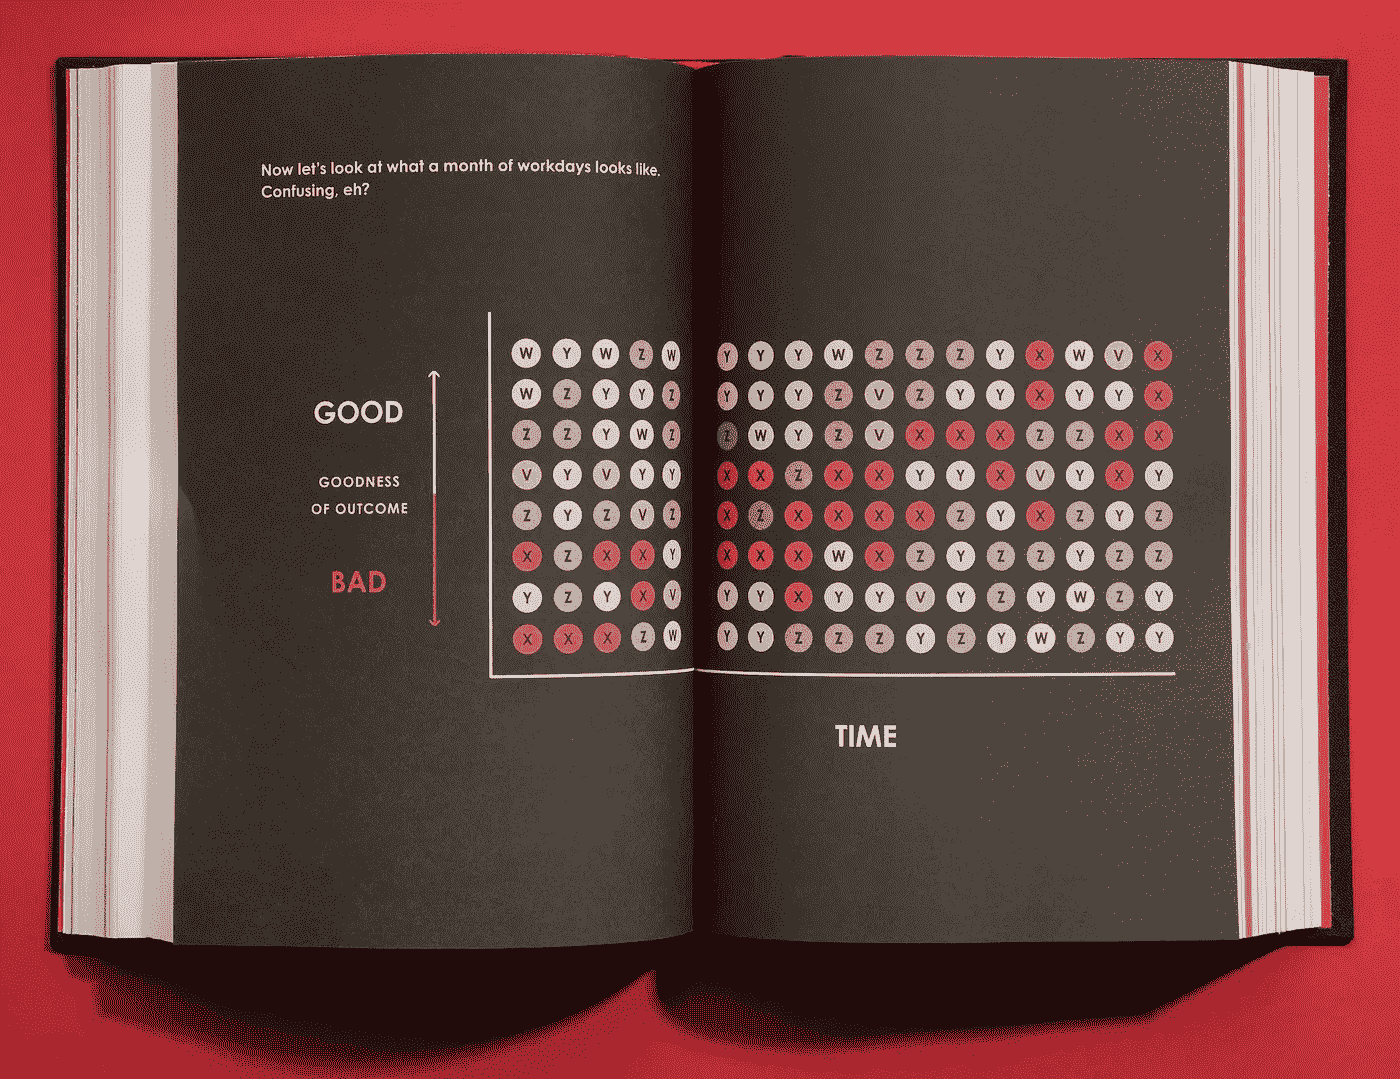 Now let's look at what a month of workdays looks like.
Confusing, eh?
GOOD
GOODNESS
OF OUTCOME
BAD
W Y W Z W Y Y Y W Z Z Z Y X W V X
W Z Y Y Z Y Y Y Z V Z Y Y X Y Y X
Z Z Y W Z Z W Y Z V X X X Z Z X X
V Y V Y Y X X Z X X Y Y X V Y X Y
Z Y Z V Z X Z X X X X Z Y X Z Y Z
X Z X X Y X X X W X Z Y Z Z Y Z Z
Y Z Y X V Y Y X Y Y V Y Z Y W Z Y
X X X Z W Y Y Z Z Z Y Z Y W Z Y Y
TIME